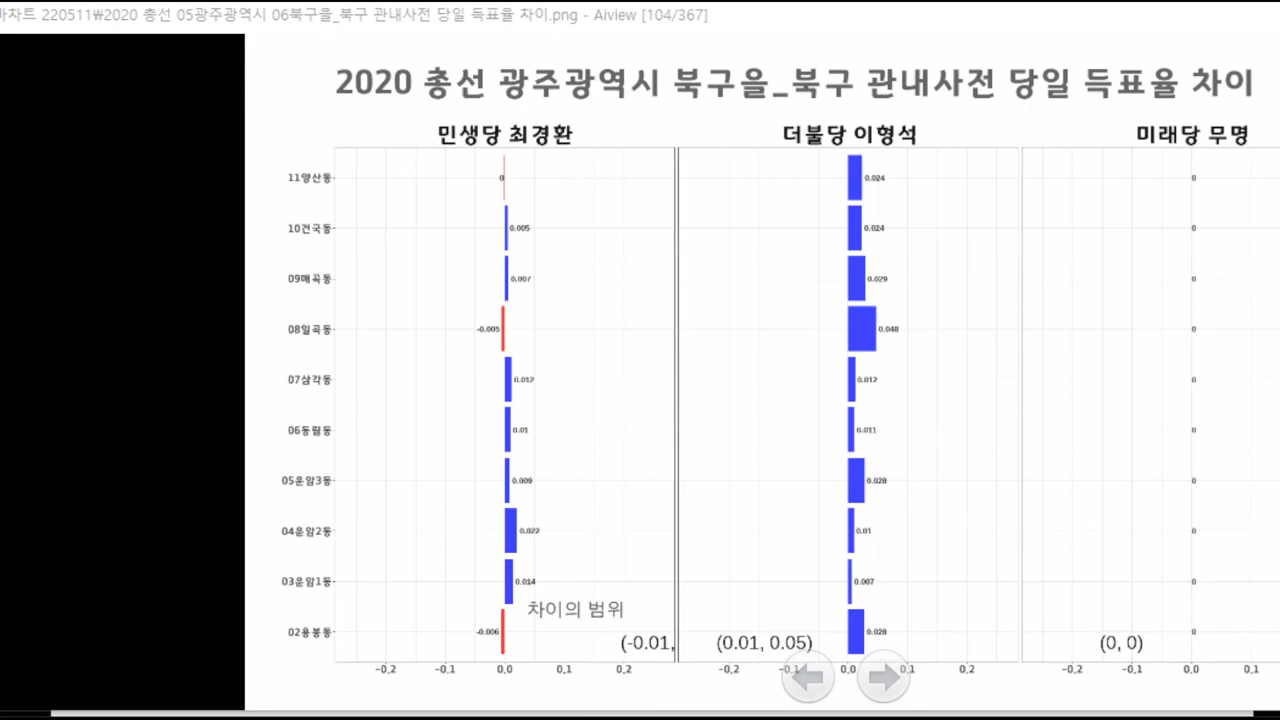 바차트 220511₩2020 총선 05광주광역시 06북구을_북구 관내사전 당일 득표율 차이.png - Aiview [104/367]
2020 총선 광주광역시 북구을_북구 관내사전 당일 득표율 차이
민생당 최경환 더불당 이형석 미래당 무명
11양산동 0 0.024 0
10건국동 0.005 0.024 0
09매곡동 0.007 0.029 0
08일곡동 -0.005 0.048 0
07삼각동 0.012 0.012 0
06동림동 0.01 0.011 0
05운암3동 0.009 0.028 0
04운암2동 0.022 0.01 0
03운암1동 0.014 0.007 0
차이의 범위
02용봉동 -0.006 0.028 0
(-0.01, (0.01, 0.05) (0, 0)
-0.2 -0.1 0.0 0.1 0.2 -0.2 -0.1 0.0 0.1 0.2 -0.2 -0.1 0.0 0.1